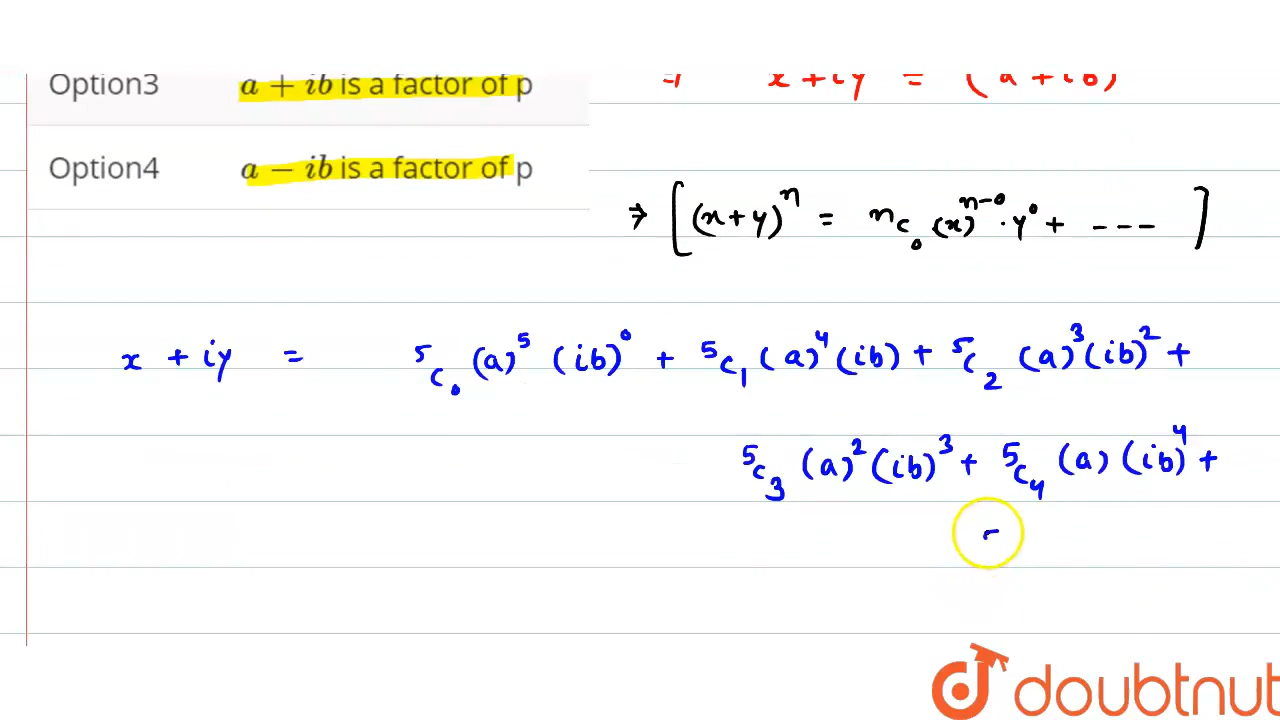 Option3 a + ib is a factor of p
⇒ x + iy = (a + ib)
Option4 a − ib is a factor of p
→ [(x+y)ⁿ = ⁿC₀ (x)ⁿ⁻⁰ · y⁰ + - - - ]
x + iy = ⁵C₀ (a)⁵ (ib)⁰ + ⁵C₁ (a)⁴ (ib) + ⁵C₂ (a)³ (ib)² +
⁵C₃ (a)² (ib)³ + ⁵C₄ (a) (ib)⁴ +
doubtnut